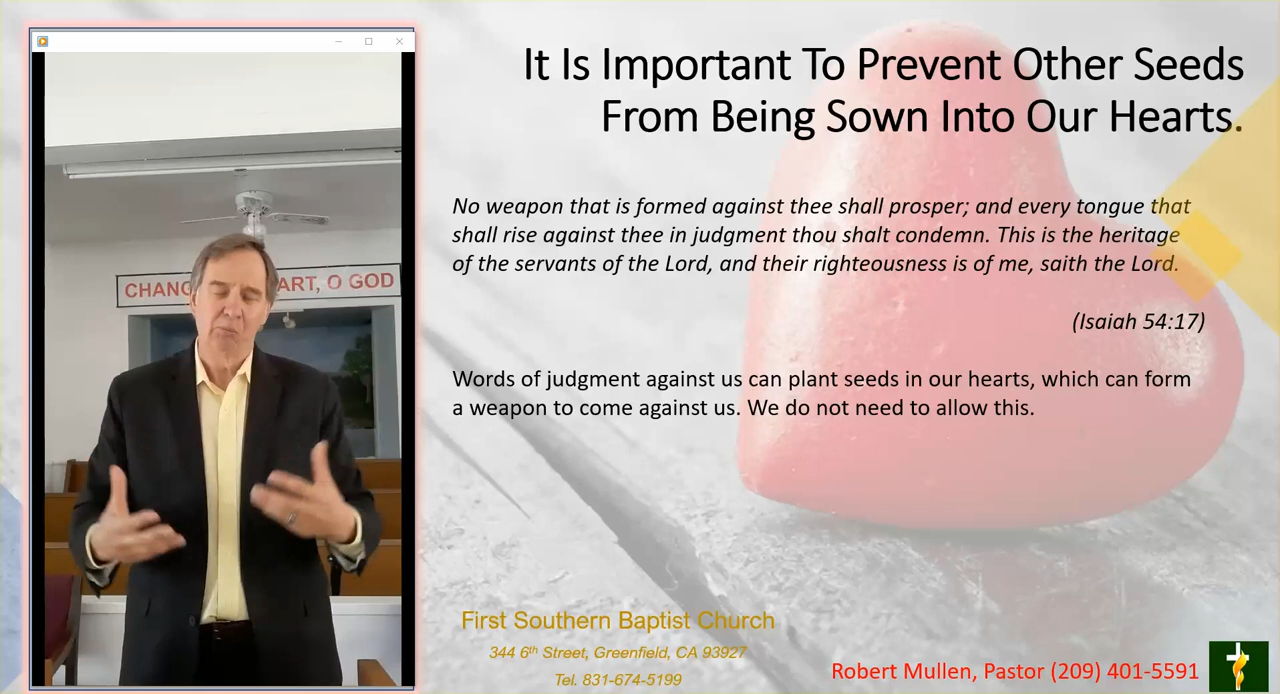 It Is Important To Prevent Other Seeds
From Being Sown Into Our Hearts.
No weapon that is formed against thee shall prosper; and every tongue that
shall rise against thee in judgment thou shalt condemn. This is the heritage
of the servants of the Lord, and their righteousness is of me, saith the Lord.
(Isaiah 54:17)
Words of judgment against us can plant seeds in our hearts, which can form
a weapon to come against us. We do not need to allow this.
CHANG ART, O GOD
First Southern Baptist Church
344 6th Street, Greenfield, CA 93927
Tel. 831-674-5199
Robert Mullen, Pastor (209) 401-5591